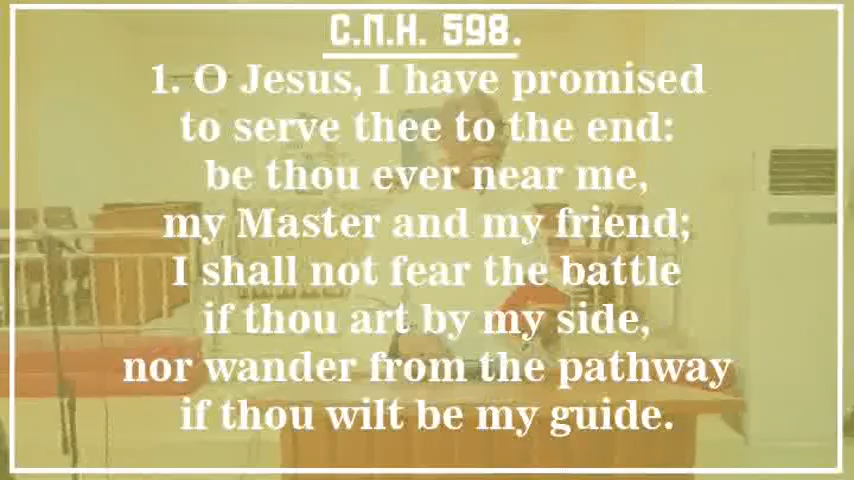 C.N.H. 598.
1. O Jesus, I have promised
to serve thee to the end:
be thou ever near me,
my Master and my friend;
I shall not fear the battle
if thou art by my side,
nor wander from the pathway
if thou wilt be my guide.